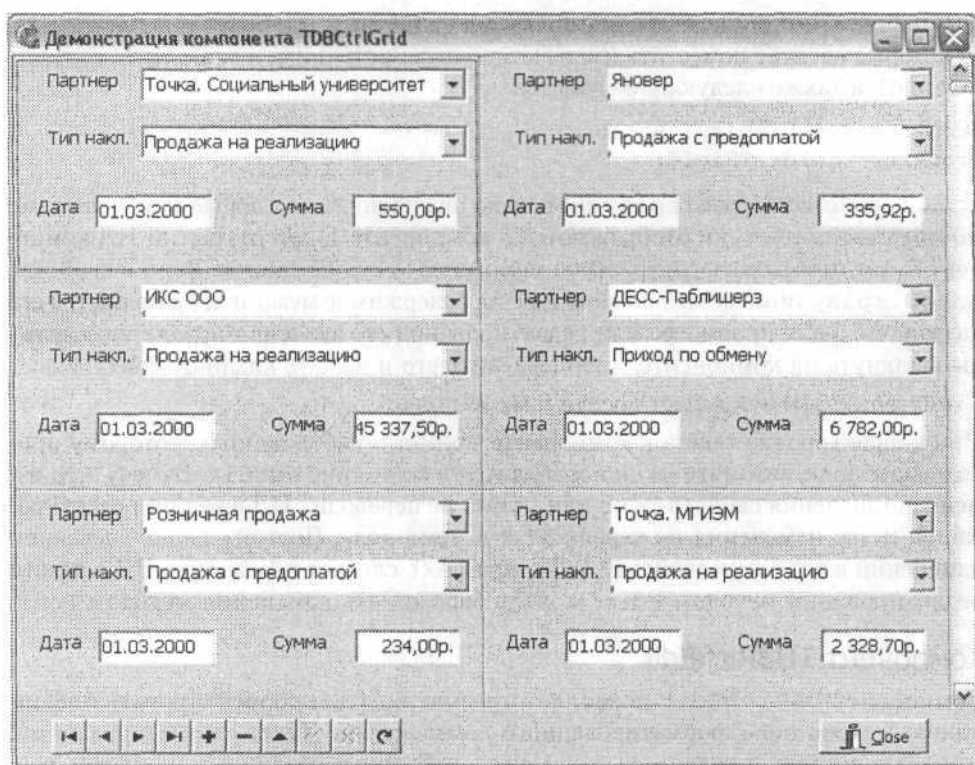 Демонстрация компонента TDBCtrlGrid
Партнер Точка. Социальный университет
Тип накл. Продажа на реализацию
Дата 01.03.2000 Сумма 550,00р.
Партнер Яновер
Тип накл. Продажа с предоплатой
Дата 01.03.2000 Сумма 335,92р.
Партнер ИКС ООО
Тип накл. Продажа на реализацию
Дата 01.03.2000 Сумма 45 337,50р.
Партнер ДЕСС-Паблишерз
Тип накл. Приход по обмену
Дата 01.03.2000 Сумма 6 782,00р.
Партнер Розничная продажа
Тип накл. Продажа с предоплатой
Дата 01.03.2000 Сумма 234,00р.
Партнер Точка. МГИЭМ
Тип накл. Продажа на реализацию
Дата 01.03.2000 Сумма 2 328,70р.
Close